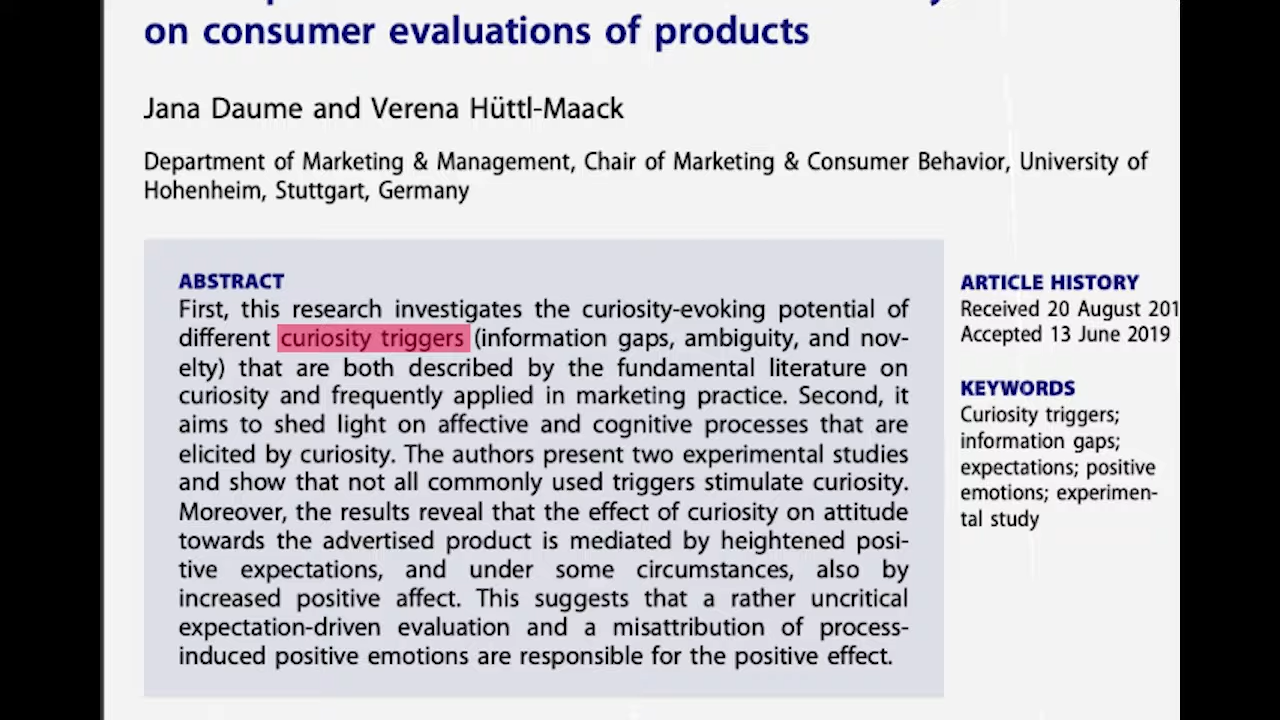 on consumer evaluations of products
Jana Daume and Verena Hüttl-Maack
Department of Marketing & Management, Chair of Marketing & Consumer Behavior, University of
Hohenheim, Stuttgart, Germany
ABSTRACT
First, this research investigates the curiosity-evoking potential of
different curiosity triggers (information gaps, ambiguity, and nov-
elty) that are both described by the fundamental literature on
curiosity and frequently applied in marketing practice. Second, it
aims to shed light on affective and cognitive processes that are
elicited by curiosity. The authors present two experimental studies
and show that not all commonly used triggers stimulate curiosity.
Moreover, the results reveal that the effect of curiosity on attitude
towards the advertised product is mediated by heightened posi-
tive expectations, and under some circumstances, also by
increased positive affect. This suggests that a rather uncritical
expectation-driven evaluation and a misattribution of process-
induced positive emotions are responsible for the positive effect.
ARTICLE HISTORY
Received 20 August 201
Accepted 13 June 2019
KEYWORDS
Curiosity triggers;
information gaps;
expectations; positive
emotions; experimen-
tal study